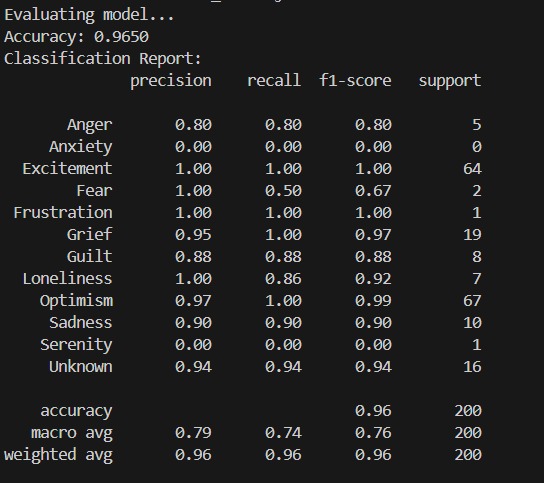 Evaluating model...
Accuracy: 0.9650
Classification Report:
precision recall f1-score support
Anger 0.80 0.80 0.80 5
Anxiety 0.00 0.00 0.00 0
Excitement 1.00 1.00 1.00 64
Fear 1.00 0.50 0.67 2
Frustration 1.00 1.00 1.00 1
Grief 0.95 1.00 0.97 19
Guilt 0.88 0.88 0.88 8
Loneliness 1.00 0.86 0.92 7
Optimism 0.97 1.00 0.99 67
Sadness 0.90 0.90 0.90 10
Serenity 0.00 0.00 0.00 1
Unknown 0.94 0.94 0.94 16
accuracy 0.96 200
macro avg 0.79 0.74 0.76 200
weighted avg 0.96 0.96 0.96 200